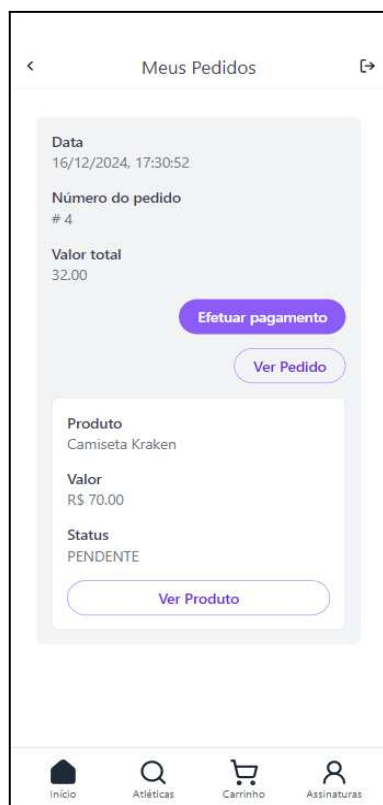 Meus Pedidos
Data
16/12/2024, 17:30:52
Número do pedido
# 4
Valor total
32.00
Efetuar pagamento
Ver Pedido
Produto
Camiseta Kraken
Valor
R$ 70.00
Status
PENDENTE
Ver Produto
Início Atléticas Carrinho Assinaturas